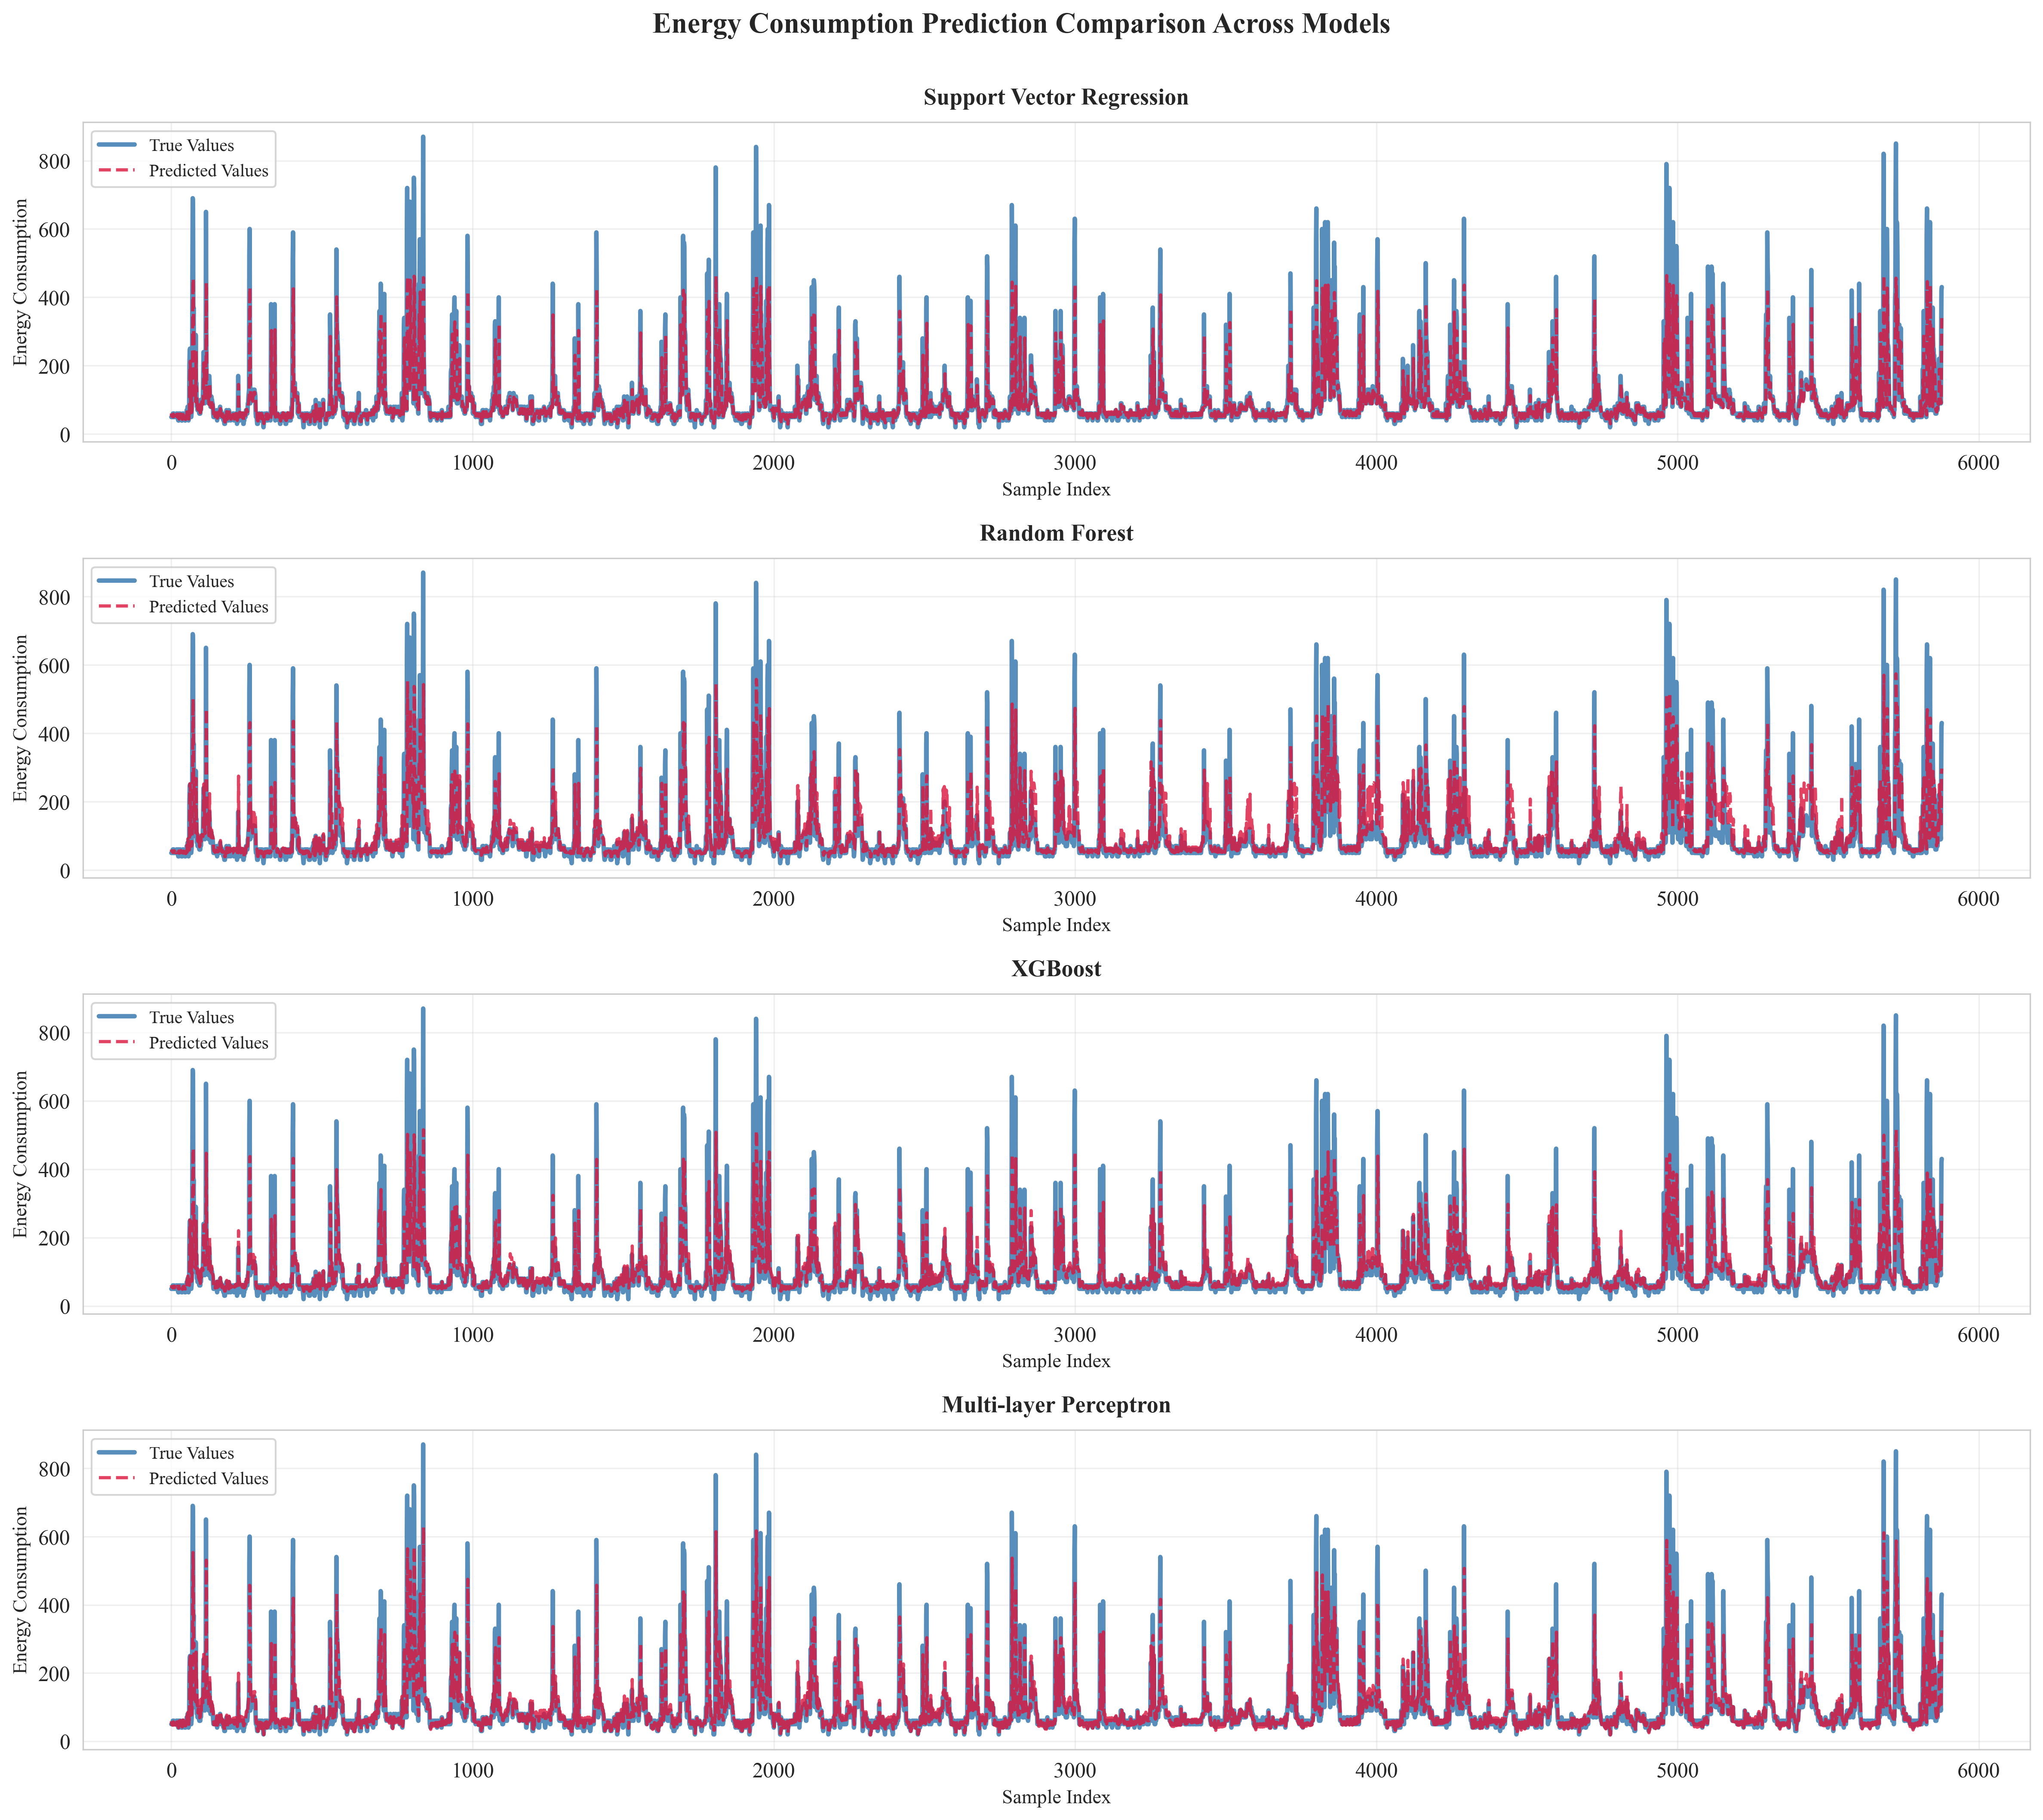 Energy Consumption Prediction Comparison Across Models
Support Vector Regression
True Values
Predicted Values
Energy Consumption
800
600
400
200
0
0 1000 2000 3000 4000 5000 6000
Sample Index
Random Forest
True Values
Predicted Values
Energy Consumption
800
600
400
200
0
0 1000 2000 3000 4000 5000 6000
Sample Index
XGBoost
True Values
Predicted Values
Energy Consumption
800
600
400
200
0
0 1000 2000 3000 4000 5000 6000
Sample Index
Multi-layer Perceptron
True Values
Predicted Values
Energy Consumption
800
600
400
200
0
0 1000 2000 3000 4000 5000 6000
Sample Index